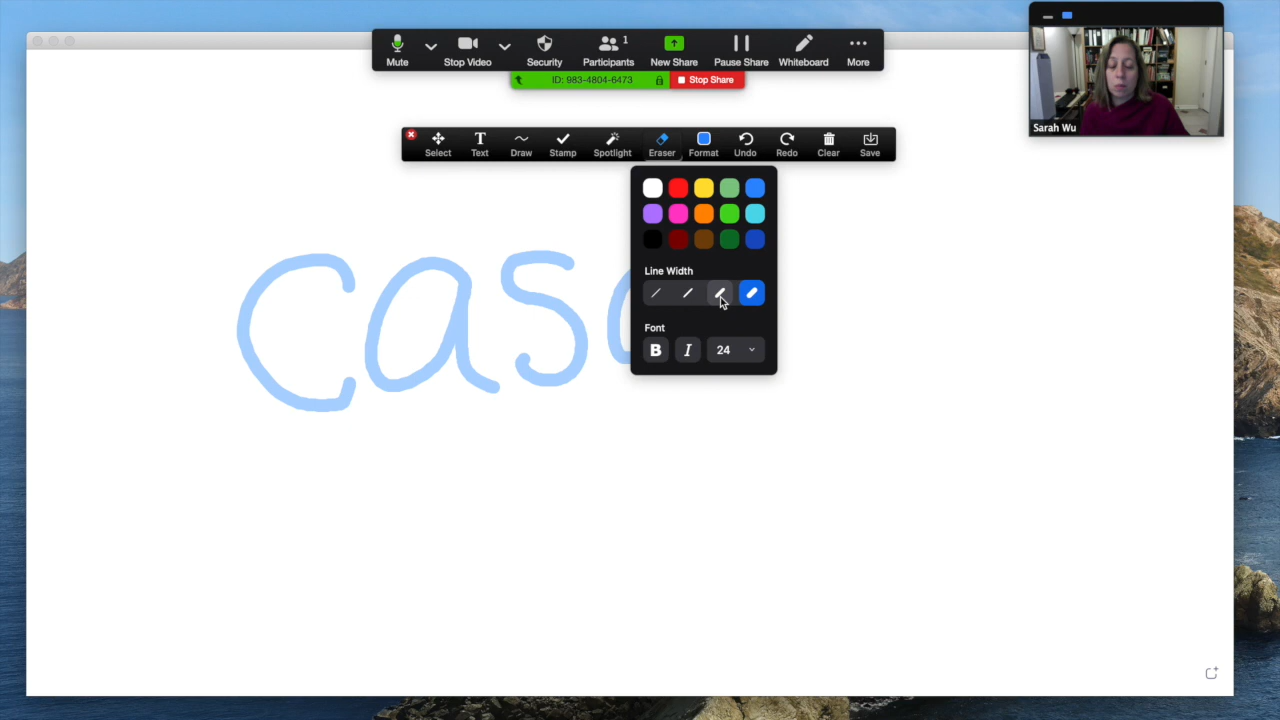 Mute
Stop Video
Security
Participants 1
New Share
Pause Share
Whiteboard
More
ID: 983-4804-6473
Stop Share
Sarah Wu
Select
Text
Draw
Stamp
Spotlight
Eraser
Format
Undo
Redo
Clear
Save
cas
Line Width
Font
B I 24